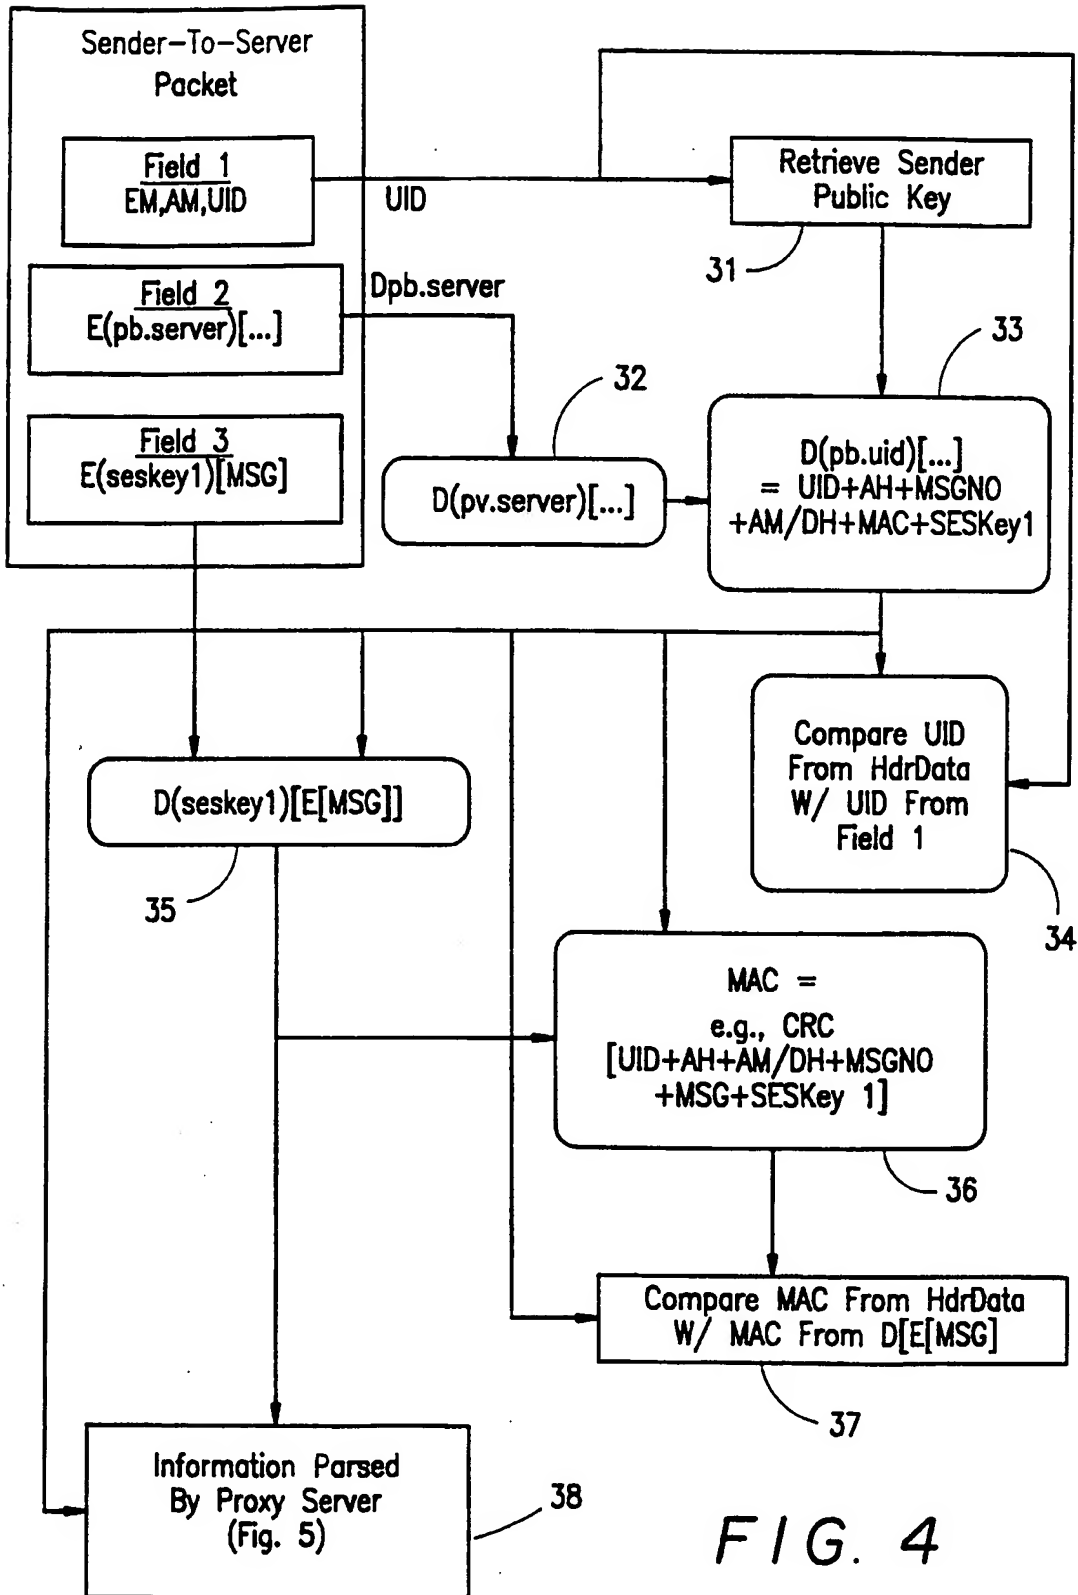 Sender-To-Server
Packet
Field 1
EM,AM,UID
UID
Retrieve Sender
Public Key
31
Field 2
E(pb.server)[...]
Dpb.server
32
33
Field 3
E(seskey1)[MSG]
D(pv.server)[...]
D(pb.uid)[...]
= UID+AH+MSGNO
+AM/DH+MAC+SESKey1
Compare UID
From HdrData
W/ UID From
Field 1
34
D(seskey1)[E[MSG]]
35
MAC =
e.g., CRC
[UID+AH+AM/DH+MSGNO
+MSG+SESKey 1]
36
Compare MAC From HdrData
W/ MAC From D[E[MSG]
37
Information Parsed
By Proxy Server
(Fig. 5)
38
FIG. 4